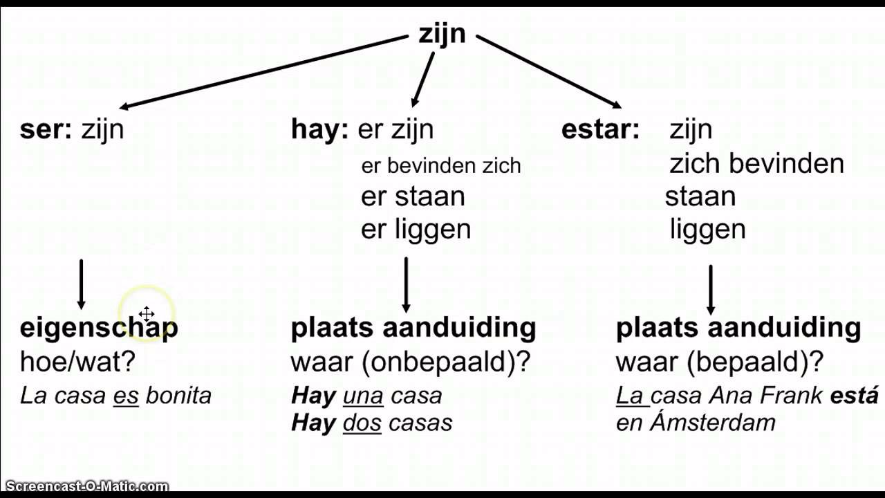 zijn
ser: zijn
hay: er zijn
er bevinden zich
er staan
er liggen
estar: zijn
zich bevinden
staan
liggen
eigenschap
hoe/wat?
La casa es bonita
plaats aanduiding
waar (onbepaald)?
Hay una casa
Hay dos casas
plaats aanduiding
waar (bepaald)?
La casa Ana Frank está
en Ámsterdam
Screencast-O-Matic.com